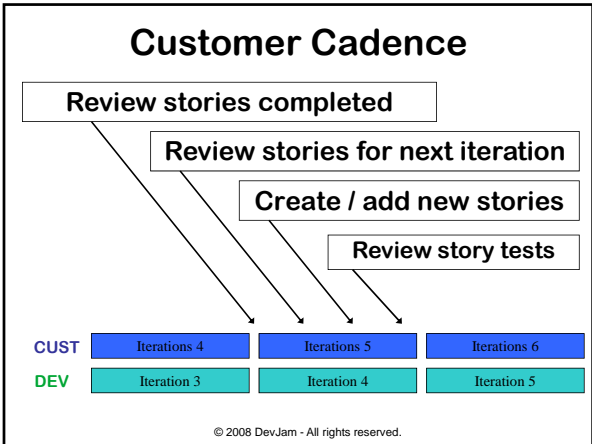 Customer Cadence
Review stories completed
Review stories for next iteration
Create / add new stories
Review story tests
CUST Iterations 4 Iterations 5 Iterations 6
DEV Iteration 3 Iteration 4 Iteration 5
© 2008 DevJam - All rights reserved.